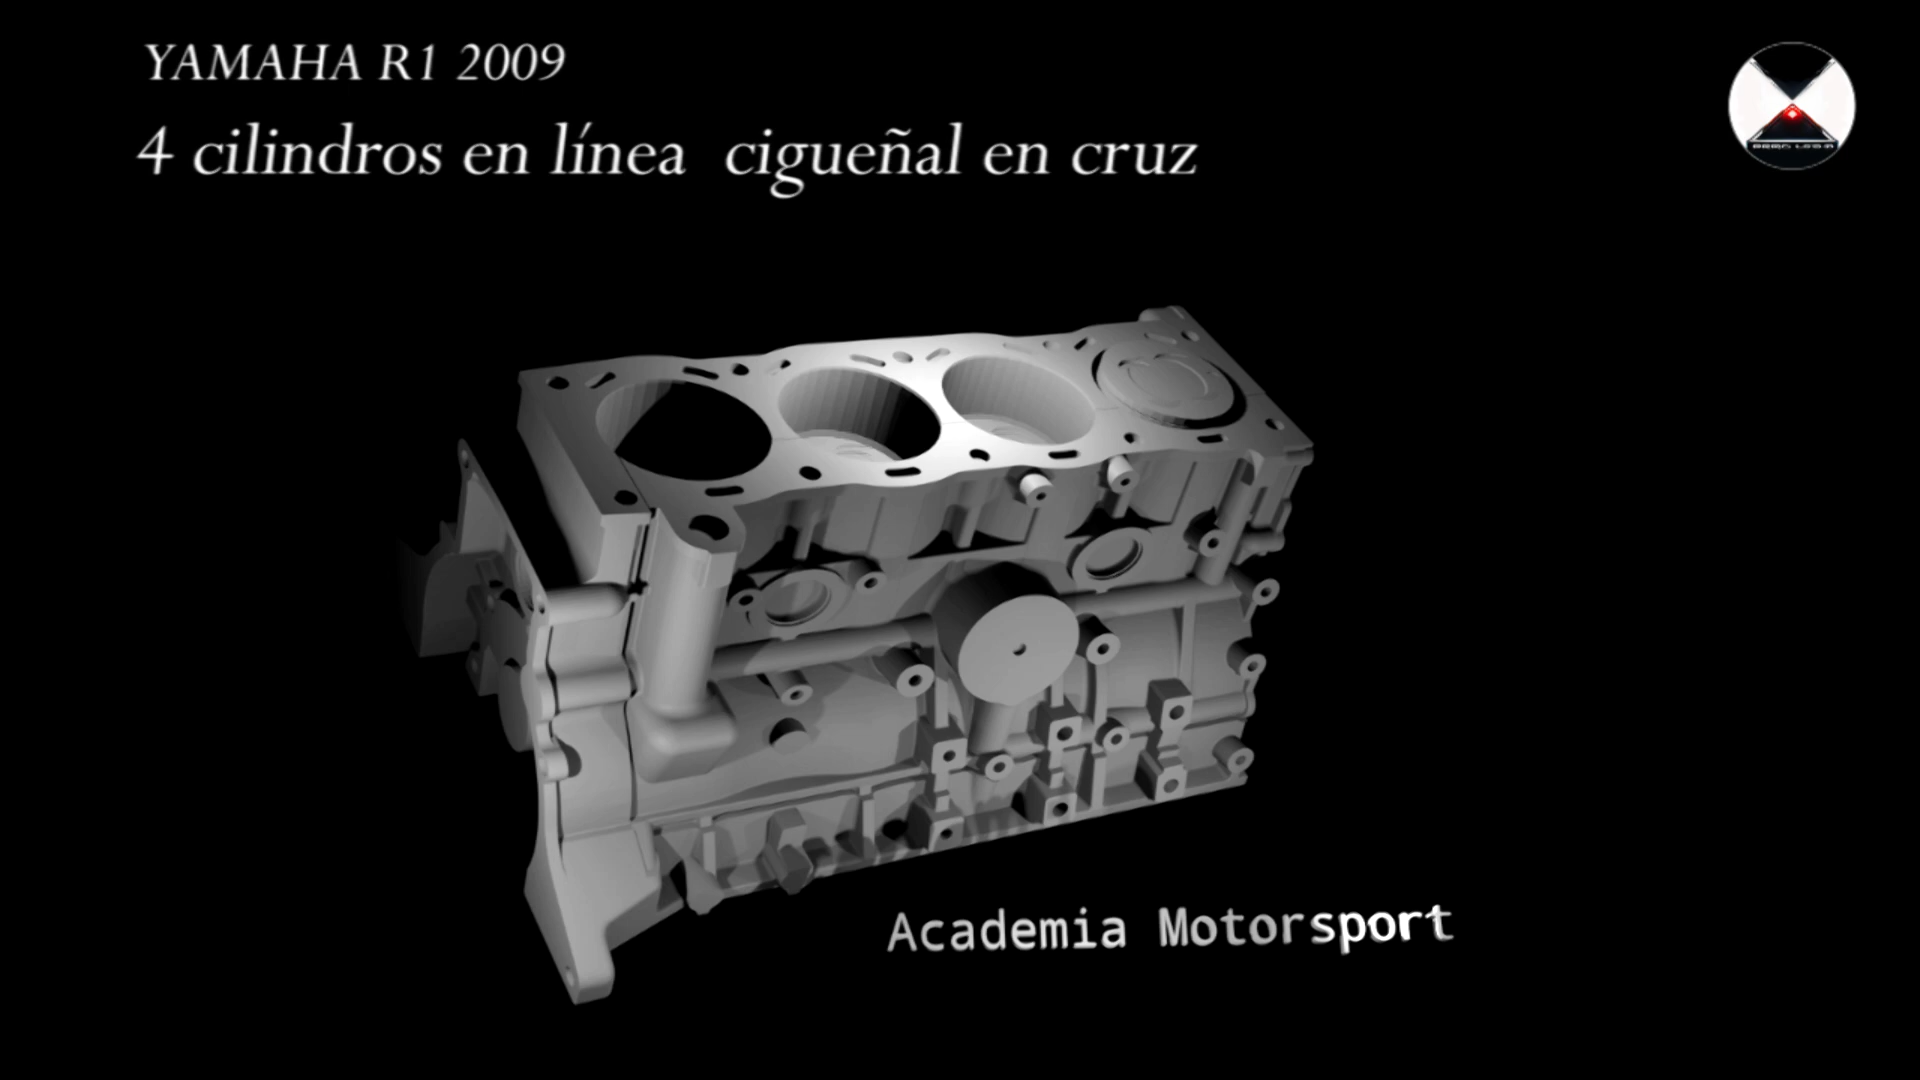 YAMAHA R1 2009
4 cilindros en línea cigueñal en cruz
Academia Motorsport